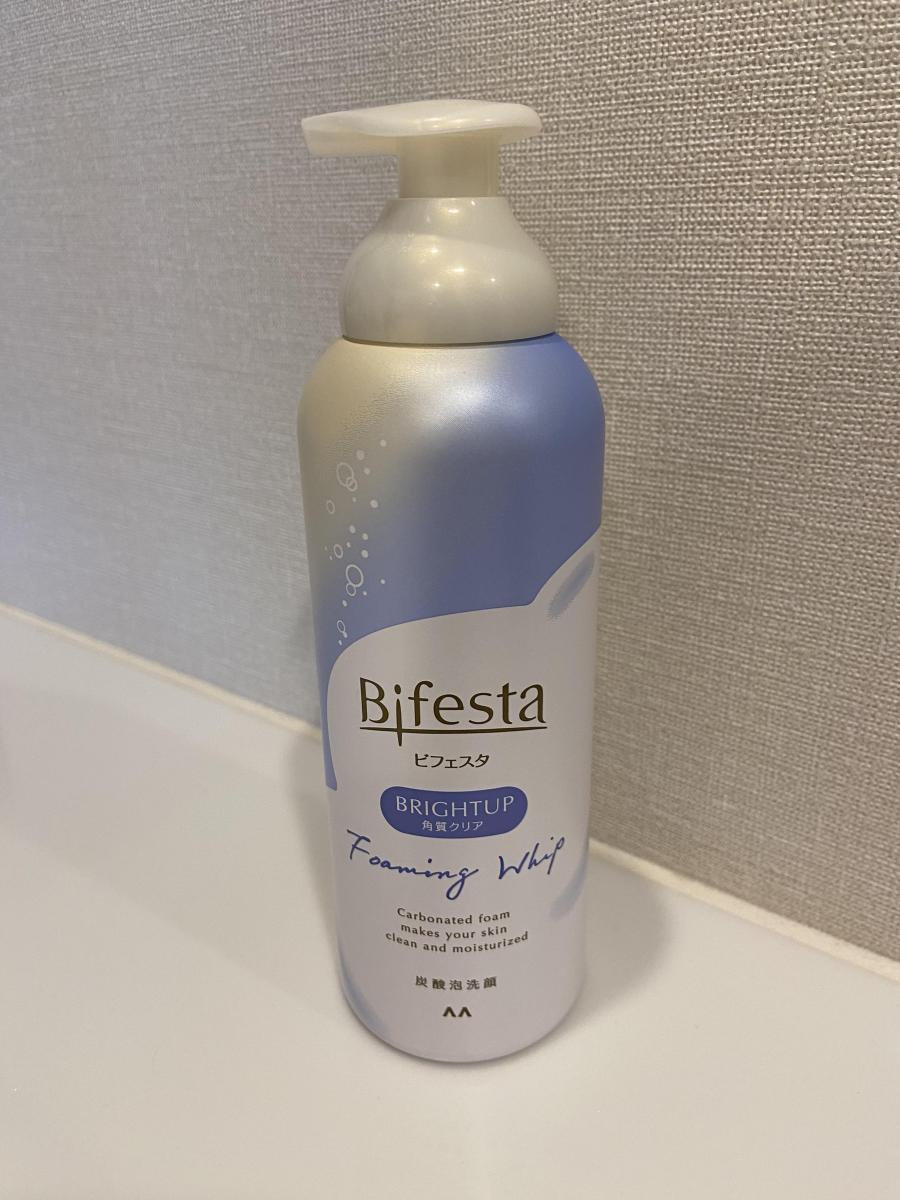 Bifesta
ビフェスタ
BRIGHTUP
角質クリア
Foaming Whip
Carbonated foam
makes your skin
clean and moisturized
炭酸泡洗顔